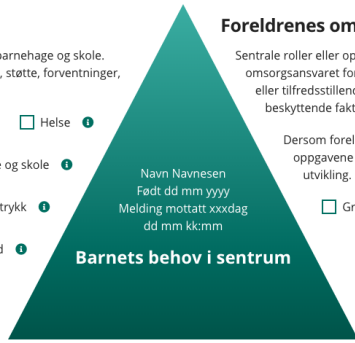 Foreldrenes om
barnehage og skole.
, støtte, forventninger,
Helse
e og skole
trykk
d
Sentrale roller eller op
omsorgsansvaret for
eller tilfredsstillen
beskyttende fakt
Dersom forel
oppgavene
utvikling.
Gr
Navn Navnesen
Født dd mm yyyy
Melding mottatt xxxdag
dd mm kk:mm
Barnets behov i sentrum